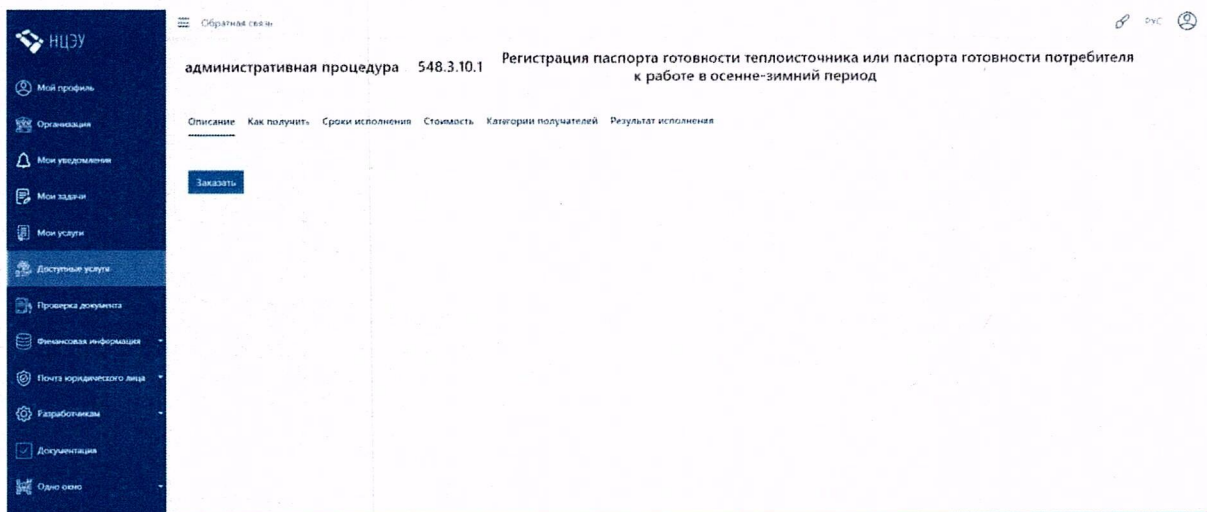 НЦЭУ
Обратная связь
РУС
административная процедура 548.3.10.1 Регистрация паспорта готовности теплоисточника или паспорта готовности потребителя
к работе в осенне-зимний период
Описание Как получить Сроки исполнения Стоимость Категории получателей Результат исполнения
Заказать
Мой профиль
Организация
Мои уведомления
Мои задачи
Мои услуги
Доступные услуги
Проверка документа
Финансовая информация
Почта юридического лица
Разработчикам
Документация
Одно окно